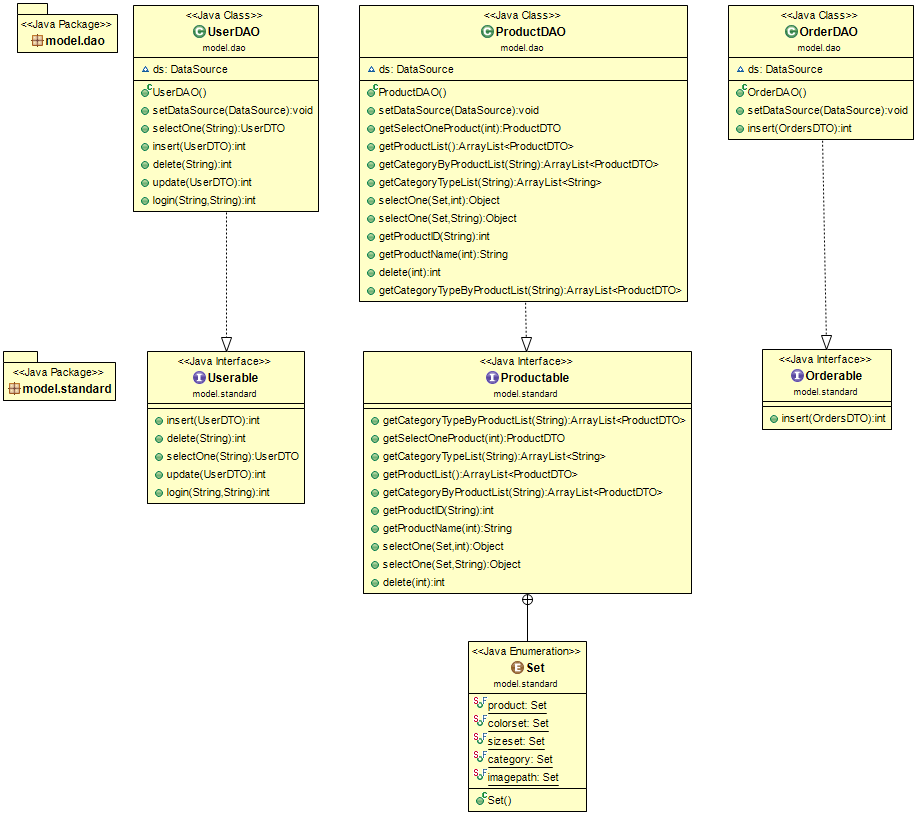 <<Java Package>>
model.dao
<<Java Class>>
UserDAO
model.dao
ds: DataSource
UserDAO()
setDataSource(DataSource):void
selectOne(String):UserDTO
insert(UserDTO):int
delete(String):int
update(UserDTO):int
login(String,String):int
<<Java Class>>
ProductDAO
model.dao
ds: DataSource
ProductDAO()
setDataSource(DataSource):void
getSelectOneProduct(int):ProductDTO
getProductList():ArrayList<ProductDTO>
getCategoryByProductList(String):ArrayList<ProductDTO>
getCategoryTypeList(String):ArrayList<String>
selectOne(Set,int):Object
selectOne(Set,String):Object
getProductID(String):int
getProductName(int):String
delete(int):int
getCategoryTypeByProductList(String):ArrayList<ProductDTO>
<<Java Class>>
OrderDAO
model.dao
ds: DataSource
OrderDAO()
setDataSource(DataSource):void
insert(OrdersDTO):int
<<Java Package>>
model.standard
<<Java Interface>>
Userable
model.standard
insert(UserDTO):int
delete(String):int
selectOne(String):UserDTO
update(UserDTO):int
login(String,String):int
<<Java Interface>>
Productable
model.standard
getCategoryTypeByProductList(String):ArrayList<ProductDTO>
getSelectOneProduct(int):ProductDTO
getCategoryTypeList(String):ArrayList<String>
getProductList():ArrayList<ProductDTO>
getCategoryByProductList(String):ArrayList<ProductDTO>
getProductID(String):int
getProductName(int):String
selectOne(Set,int):Object
selectOne(Set,String):Object
delete(int):int
<<Java Interface>>
Orderable
model.standard
insert(OrdersDTO):int
<<Java Enumeration>>
Set
model.standard
product: Set
colorset: Set
sizeset: Set
category: Set
imagepath: Set
Set()